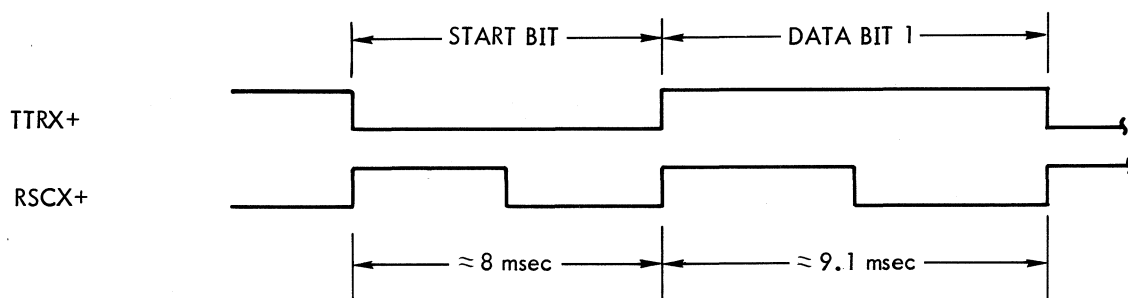 START BIT DATA BIT 1
TTRX+
RSCX+
≈ 8 msec ≈ 9.1 msec